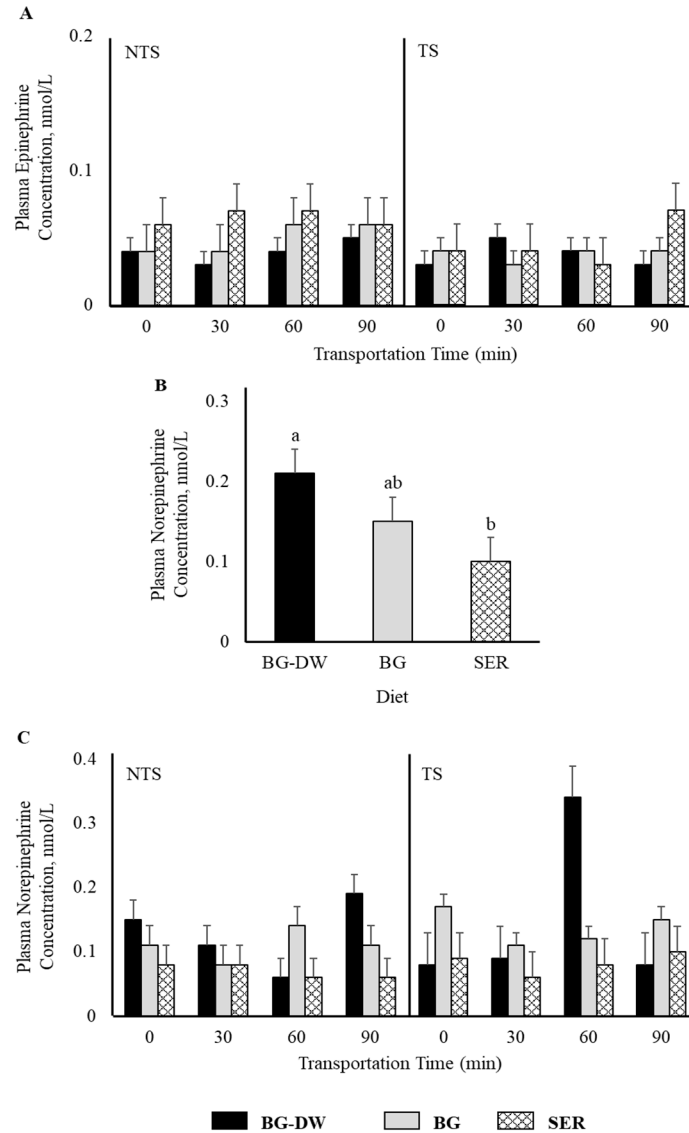 A
Plasma Epinephrine
Concentration, nmol/L
0.2
0.1
0
NTS
TS
0 30 60 90 0 30 60 90
Transportation Time (min)
B
Plasma Norepinephrine
Concentration, nmol/L
0.3
0.2
0.1
0
a
ab
b
BG-DW BG SER
Diet
C
Plasma Norepinephrine
Concentration, nmol/L
0.4
0.3
0.2
0.1
0
NTS
TS
0 30 60 90 0 30 60 90
Transportation Time (min)
BG-DW BG SER